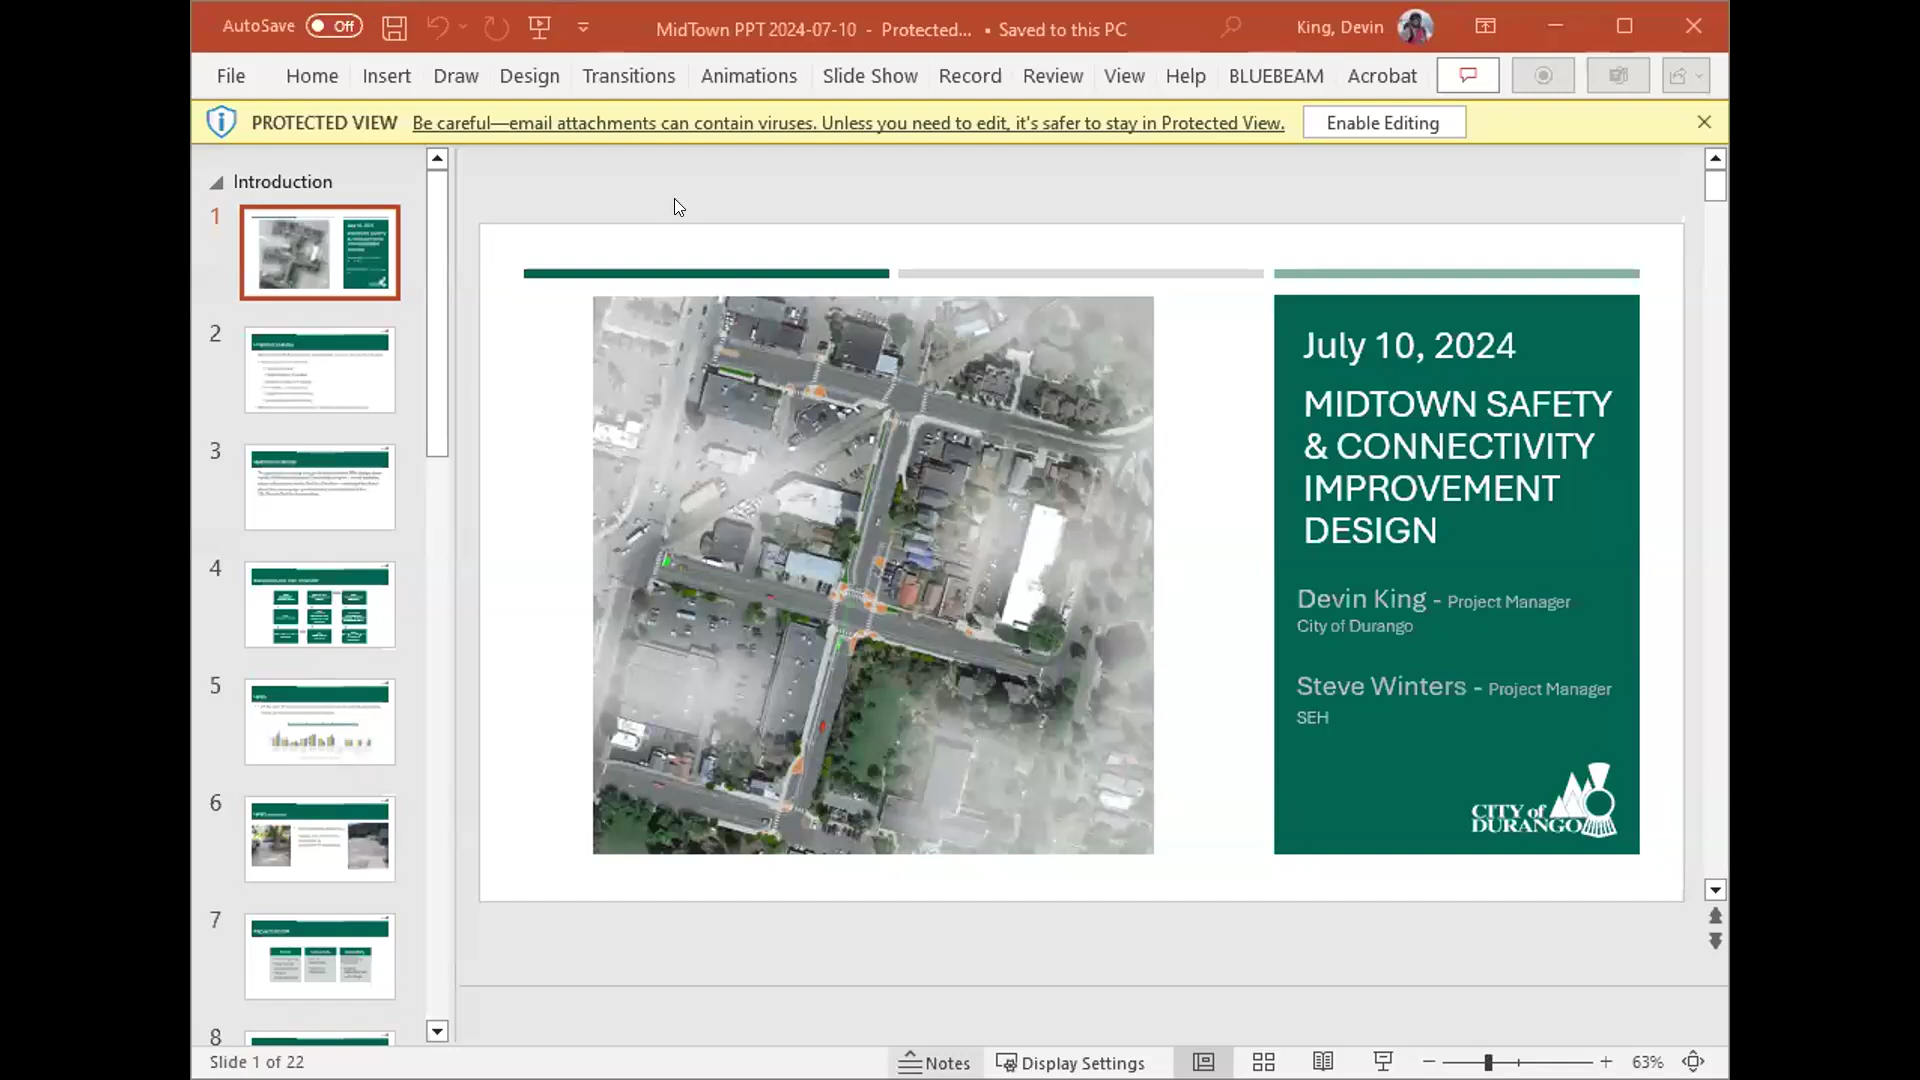 AutoSave Off
MidTown PPT 2024-07-10 - Protected... • Saved to this PC
King, Devin
File Home Insert Draw Design Transitions Animations Slide Show Record Review View Help BLUEBEAM Acrobat
PROTECTED VIEW Be careful—email attachments can contain viruses. Unless you need to edit, it's safer to stay in Protected View. Enable Editing
Introduction
1
2
3
4
5
6
7
8
July 10, 2024
MIDTOWN SAFETY
& CONNECTIVITY
IMPROVEMENT
DESIGN
Devin King - Project Manager
City of Durango
Steve Winters - Project Manager
SEH
CITY of
DURANGO
Slide 1 of 22
Notes Display Settings 63%